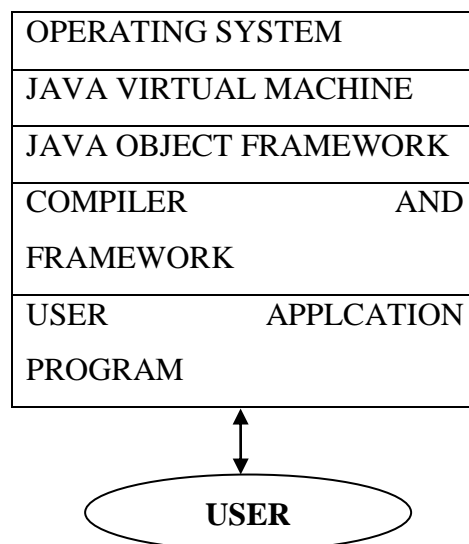 OPERATING SYSTEM
JAVA VIRTUAL MACHINE
JAVA OBJECT FRAMEWORK
COMPILER AND
FRAMEWORK
USER APPLCATION
PROGRAM
USER